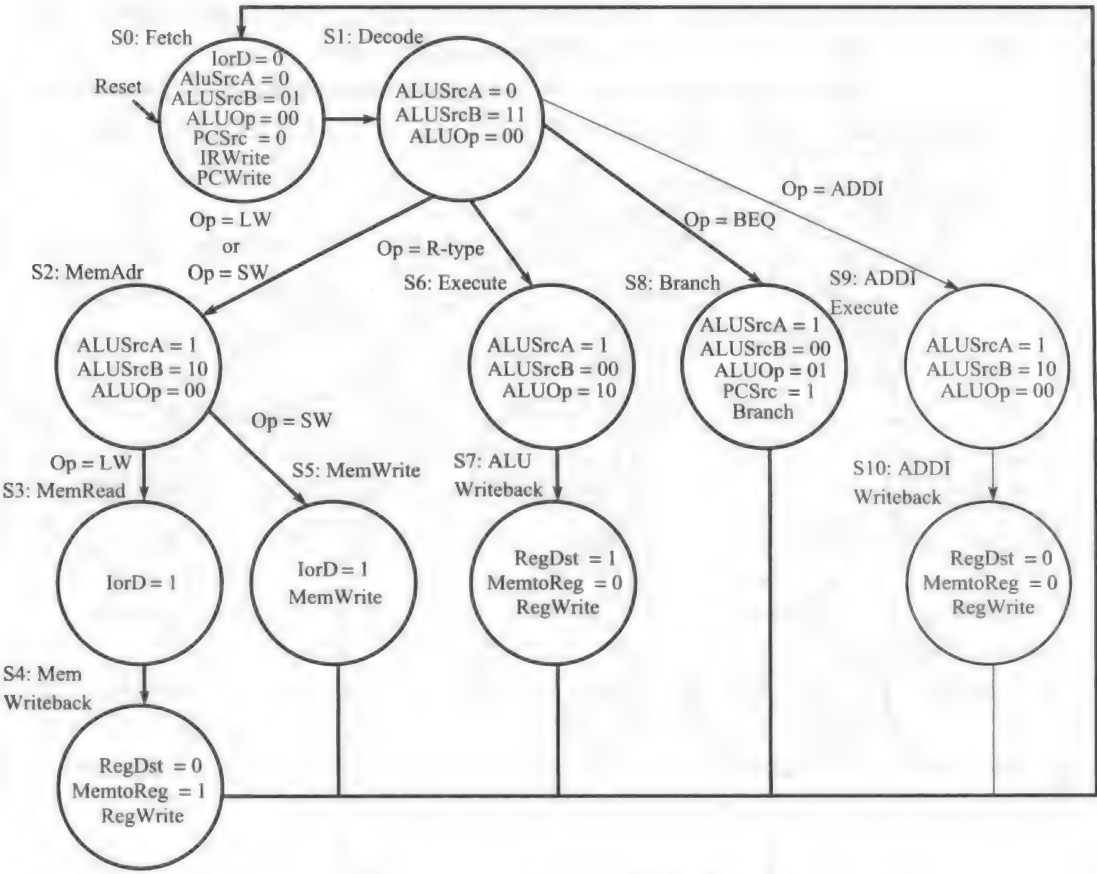 S0: Fetch
IorD = 0
AluSrcA = 0
ALUSrcB = 01
ALUOp = 00
PCSrc = 0
IRWrite
PCWrite
Reset
S1: Decode
ALUSrcA = 0
ALUSrcB = 11
ALUOp = 00
Op = ADDI
Op = BEQ
Op = LW
or
Op = SW
Op = R-type
S2: MemAdr
ALUSrcA = 1
ALUSrcB = 10
ALUOp = 00
S6: Execute
ALUSrcA = 1
ALUSrcB = 00
ALUOp = 10
S8: Branch
ALUSrcA = 1
ALUSrcB = 00
ALUOp = 01
PCSrc = 1
Branch
S9: ADDI
Execute
ALUSrcA = 1
ALUSrcB = 10
ALUOp = 00
Op = SW
Op = LW
S3: MemRead
IorD = 1
S5: MemWrite
IorD = 1
MemWrite
S7: ALU
Writeback
RegDst = 1
MemtoReg = 0
RegWrite
S10: ADDI
Writeback
RegDst = 0
MemtoReg = 0
RegWrite
S4: Mem
Writeback
RegDst = 0
MemtoReg = 1
RegWrite